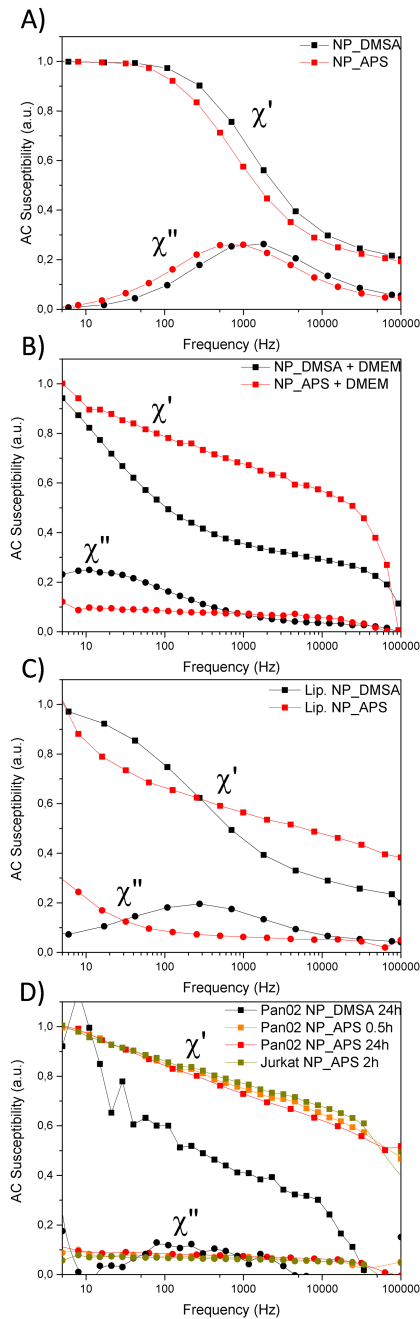 A)
NP_DMSA
NP_APS
χ'
χ"
AC Susceptibility (a.u.)
1,0
0,8
0,6
0,4
0,2
0,0
10 100 1000 10000 100000
Frequency (Hz)
B)
NP_DMSA + DMEM
NP_APS + DMEM
χ'
χ"
AC Susceptibility (a.u.)
1,0
0,8
0,6
0,4
0,2
0,0
10 100 1000 10000 100000
Frequency (Hz)
C)
Lip. NP_DMSA
Lip. NP_APS
χ'
χ"
AC Susceptibility (a.u.)
1,0
0,8
0,6
0,4
0,2
0,0
10 100 1000 10000 100000
Frequency (Hz)
D)
Pan02 NP_DMSA 24h
Pan02 NP_APS 0.5h
Pan02 NP_APS 24h
Jurkat NP_APS 2h
χ'
χ"
AC Susceptibility (a.u.)
1,0
0,8
0,6
0,4
0,2
0,0
10 100 1000 10000 100000
Frequency (Hz)